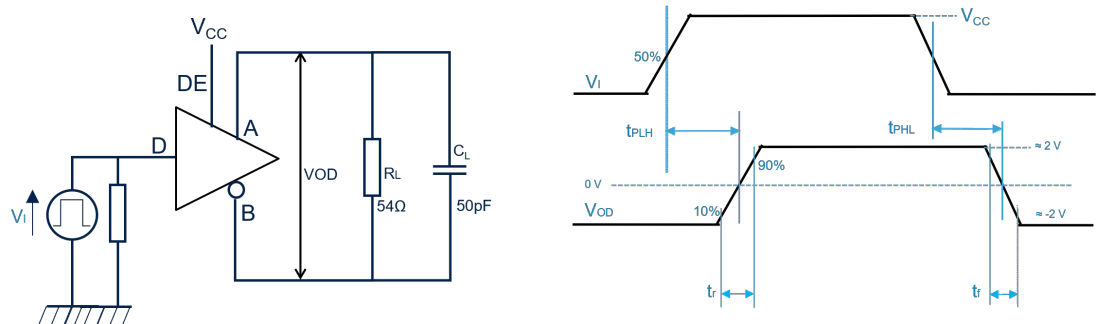 VCC
DE
A
D
VOD
RL
54Ω
CL
50pF
B
VI
VCC
50%
VI
tPLH
tPHL
≈ 2 V
90%
0 V
10%
VOD
≈ -2 V
tr
tf